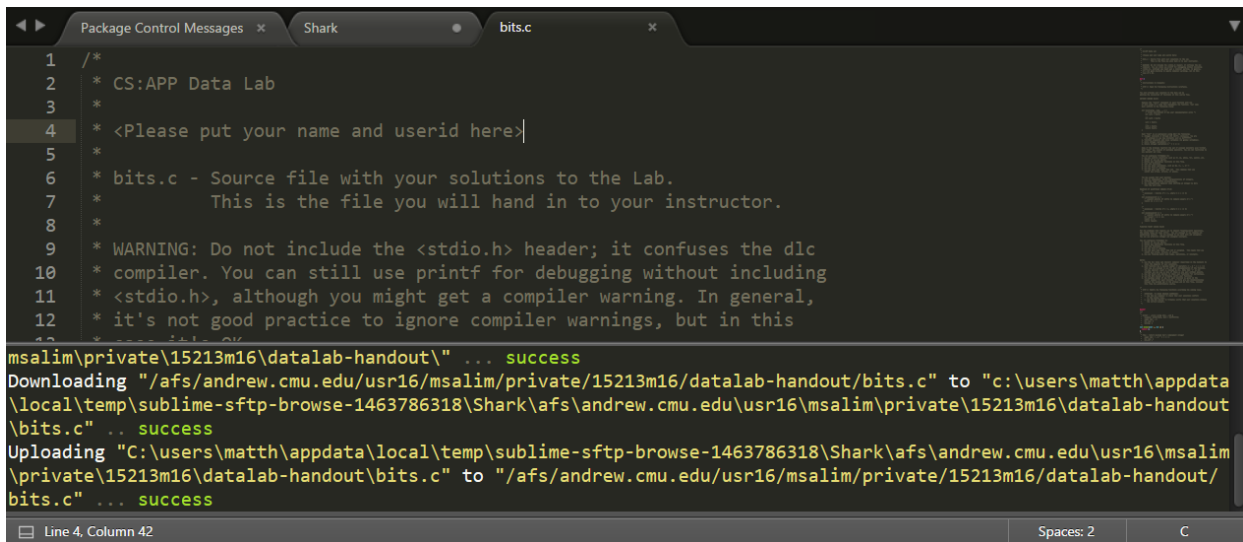 Package Control Messages × Shark bits.c ×
1 /*
2 * CS:APP Data Lab
3 *
4 * <Please put your name and userid here>
5 *
6 * bits.c - Source file with your solutions to the Lab.
7 * This is the file you will hand in to your instructor.
8 *
9 * WARNING: Do not include the <stdio.h> header; it confuses the dlc
10 * compiler. You can still use printf for debugging without including
11 * <stdio.h>, although you might get a compiler warning. In general,
12 * it's not good practice to ignore compiler warnings, but in this
msalim\private\15213m16\datalab-handout\" ... success
Downloading "/afs/andrew.cmu.edu/usr16/msalim/private/15213m16/datalab-handout/bits.c" to "c:\users\matth\appdata
\local\temp\sublime-sftp-browse-1463786318\Shark\afs\andrew.cmu.edu\usr16\msalim\private\15213m16\datalab-handout
\bits.c" .. success
Uploading "C:\users\matth\appdata\local\temp\sublime-sftp-browse-1463786318\Shark\afs\andrew.cmu.edu\usr16\msalim
\private\15213m16\datalab-handout\bits.c" to "/afs/andrew.cmu.edu/usr16/msalim/private/15213m16/datalab-handout/
bits.c" ... success
Line 4, Column 42 Spaces: 2 C